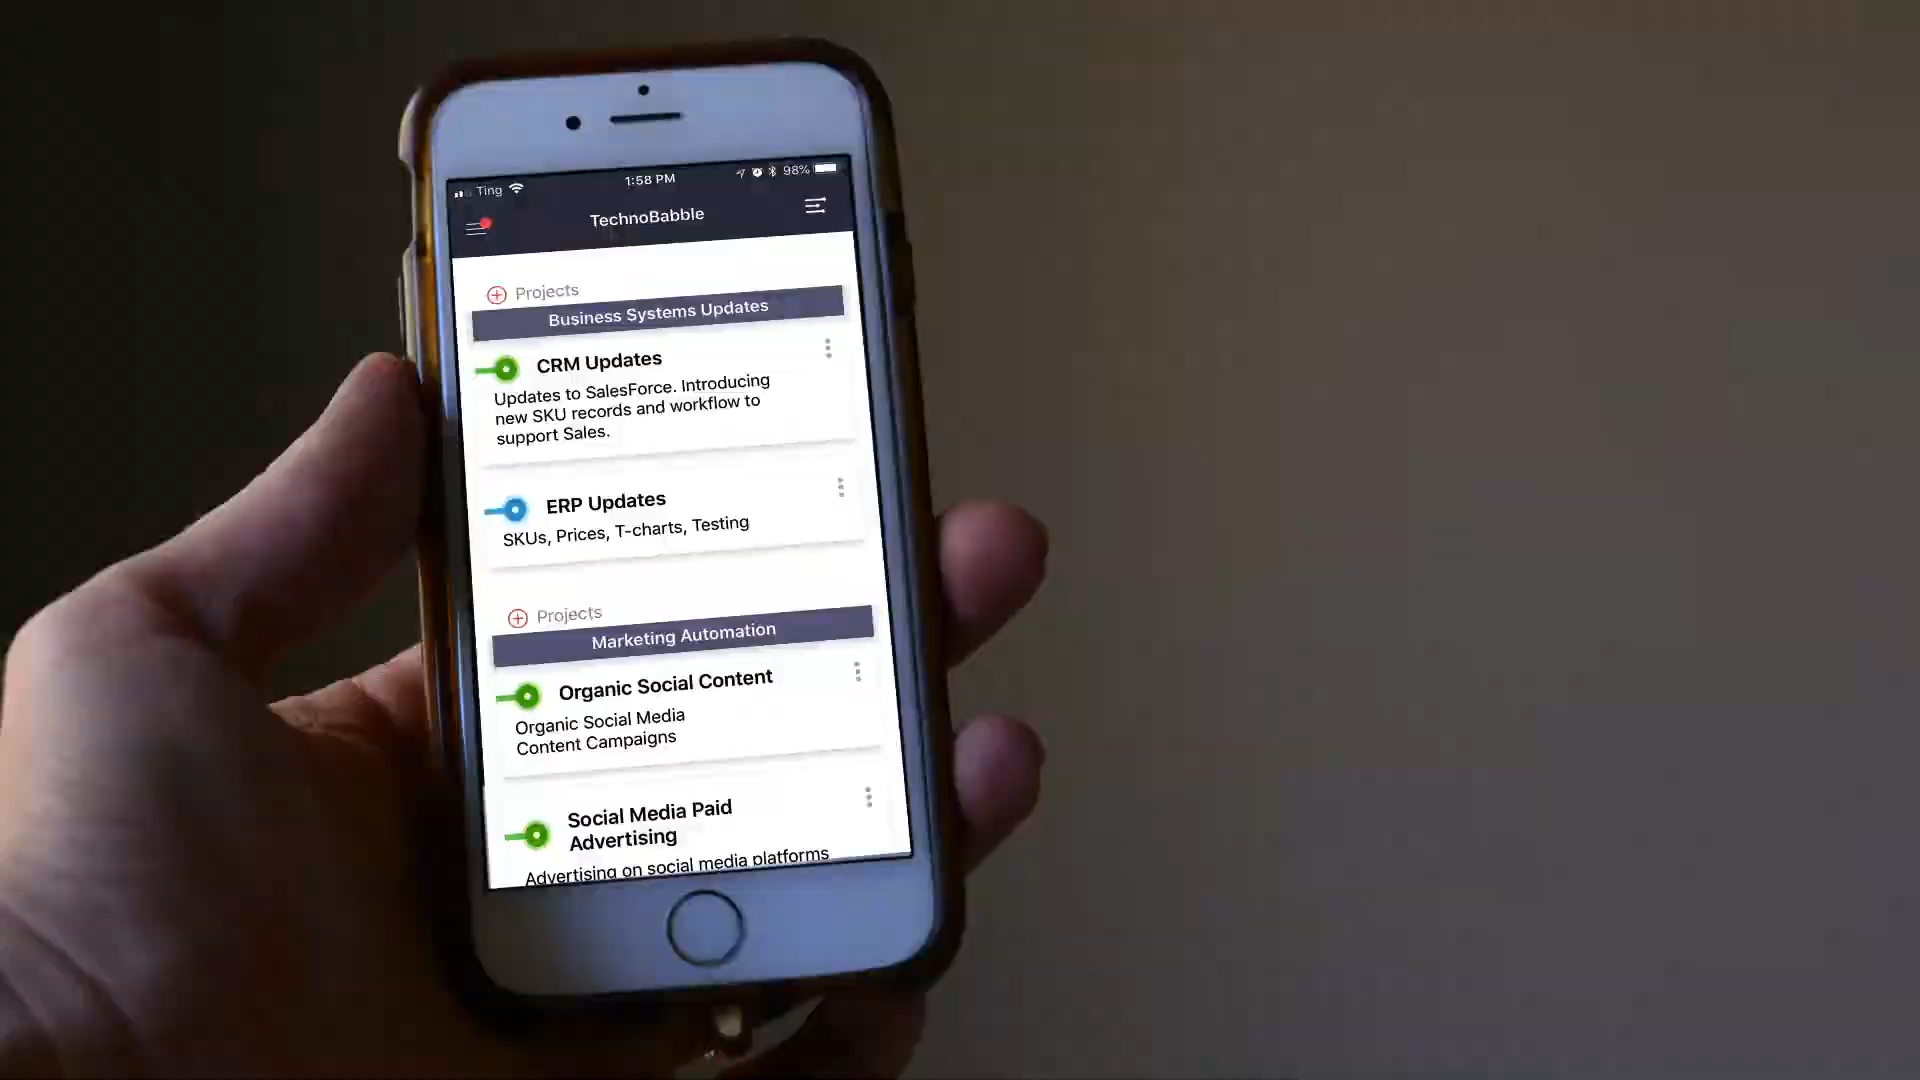 Ting 1:58 PM 98%
TechnoBabble
Projects
Business Systems Updates
CRM Updates
Updates to SalesForce. Introducing
new SKU records and workflow to
support Sales.
ERP Updates
SKUs, Prices, T-charts, Testing
Projects
Marketing Automation
Organic Social Content
Organic Social Media
Content Campaigns
Social Media Paid
Advertising
Advertising on social media platforms